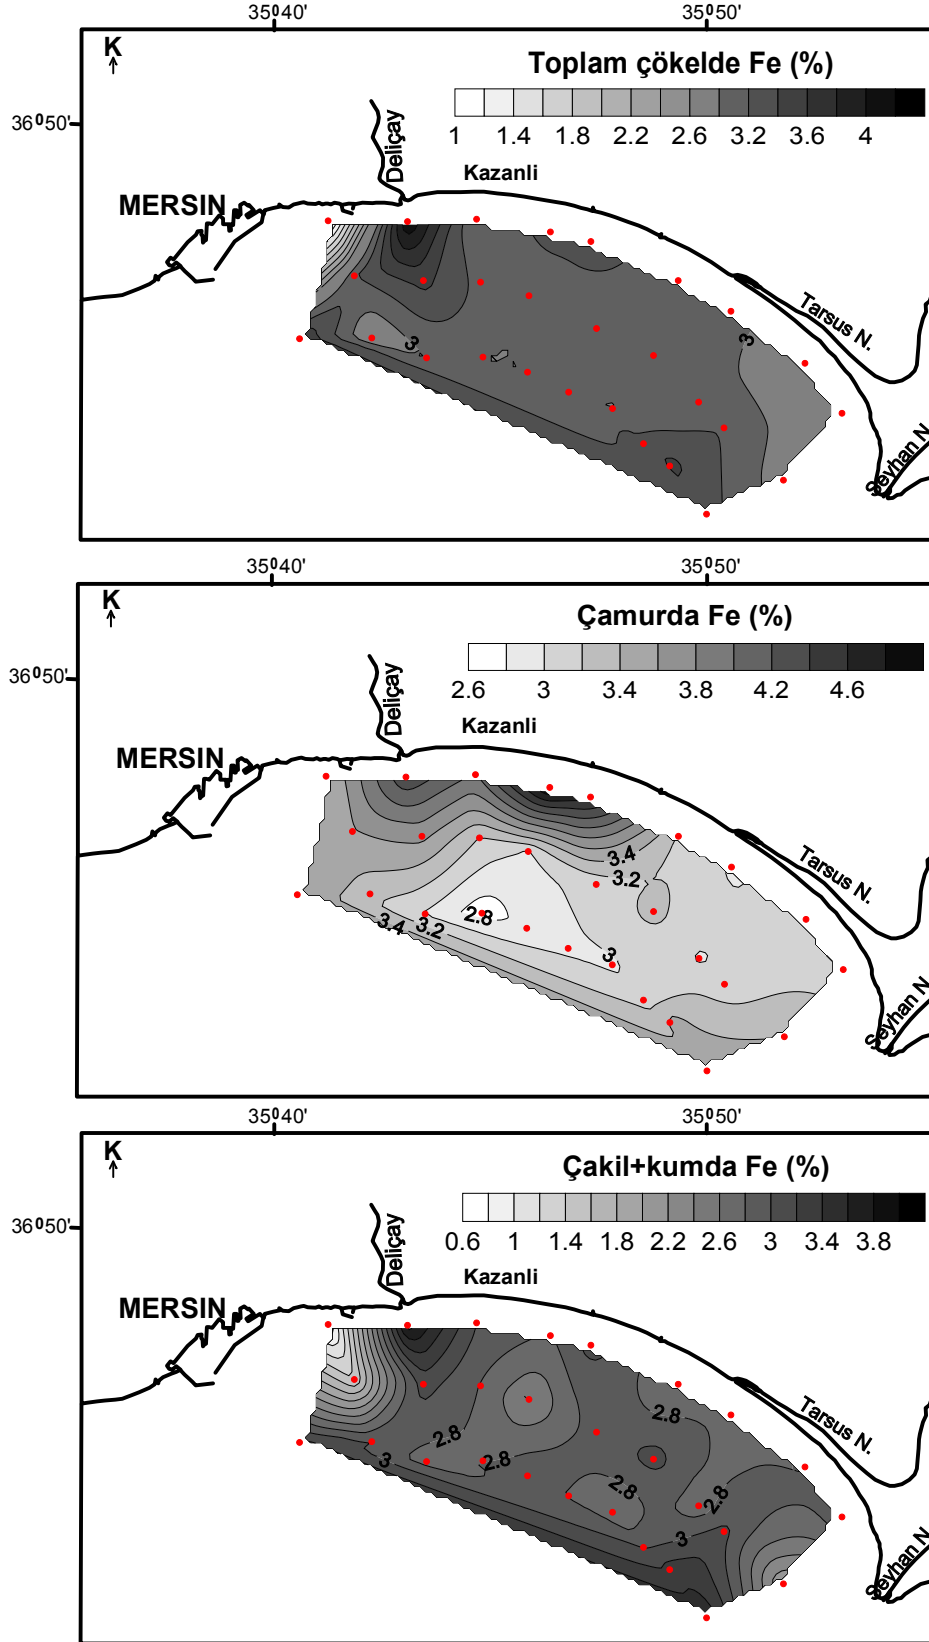 35⁰40' 35⁰50'
K
Toplam çökelde Fe (%)
1 1.4 1.8 2.2 2.6 3.2 3.6 4
36⁰50'
Deliçay
Kazanli
MERSIN
Tarsus N.
3
3
Seyhan N
35⁰40' 35⁰50'
K
Çamurda Fe (%)
2.6 3 3.4 3.8 4.2 4.6
36⁰50'
Deliçay
Kazanli
MERSIN
Tarsus N.
3.4
3.2
2.8
3.4 3.2
3
Seyhan N
35⁰40' 35⁰50'
K
Çakil+kumda Fe (%)
0.6 1 1.4 1.8 2.2 2.6 3 3.4 3.8
36⁰50'
Deliçay
Kazanli
MERSIN
Tarsus N.
2.8
2.8
3 2.8
2.8
2.8
3
Seyhan N